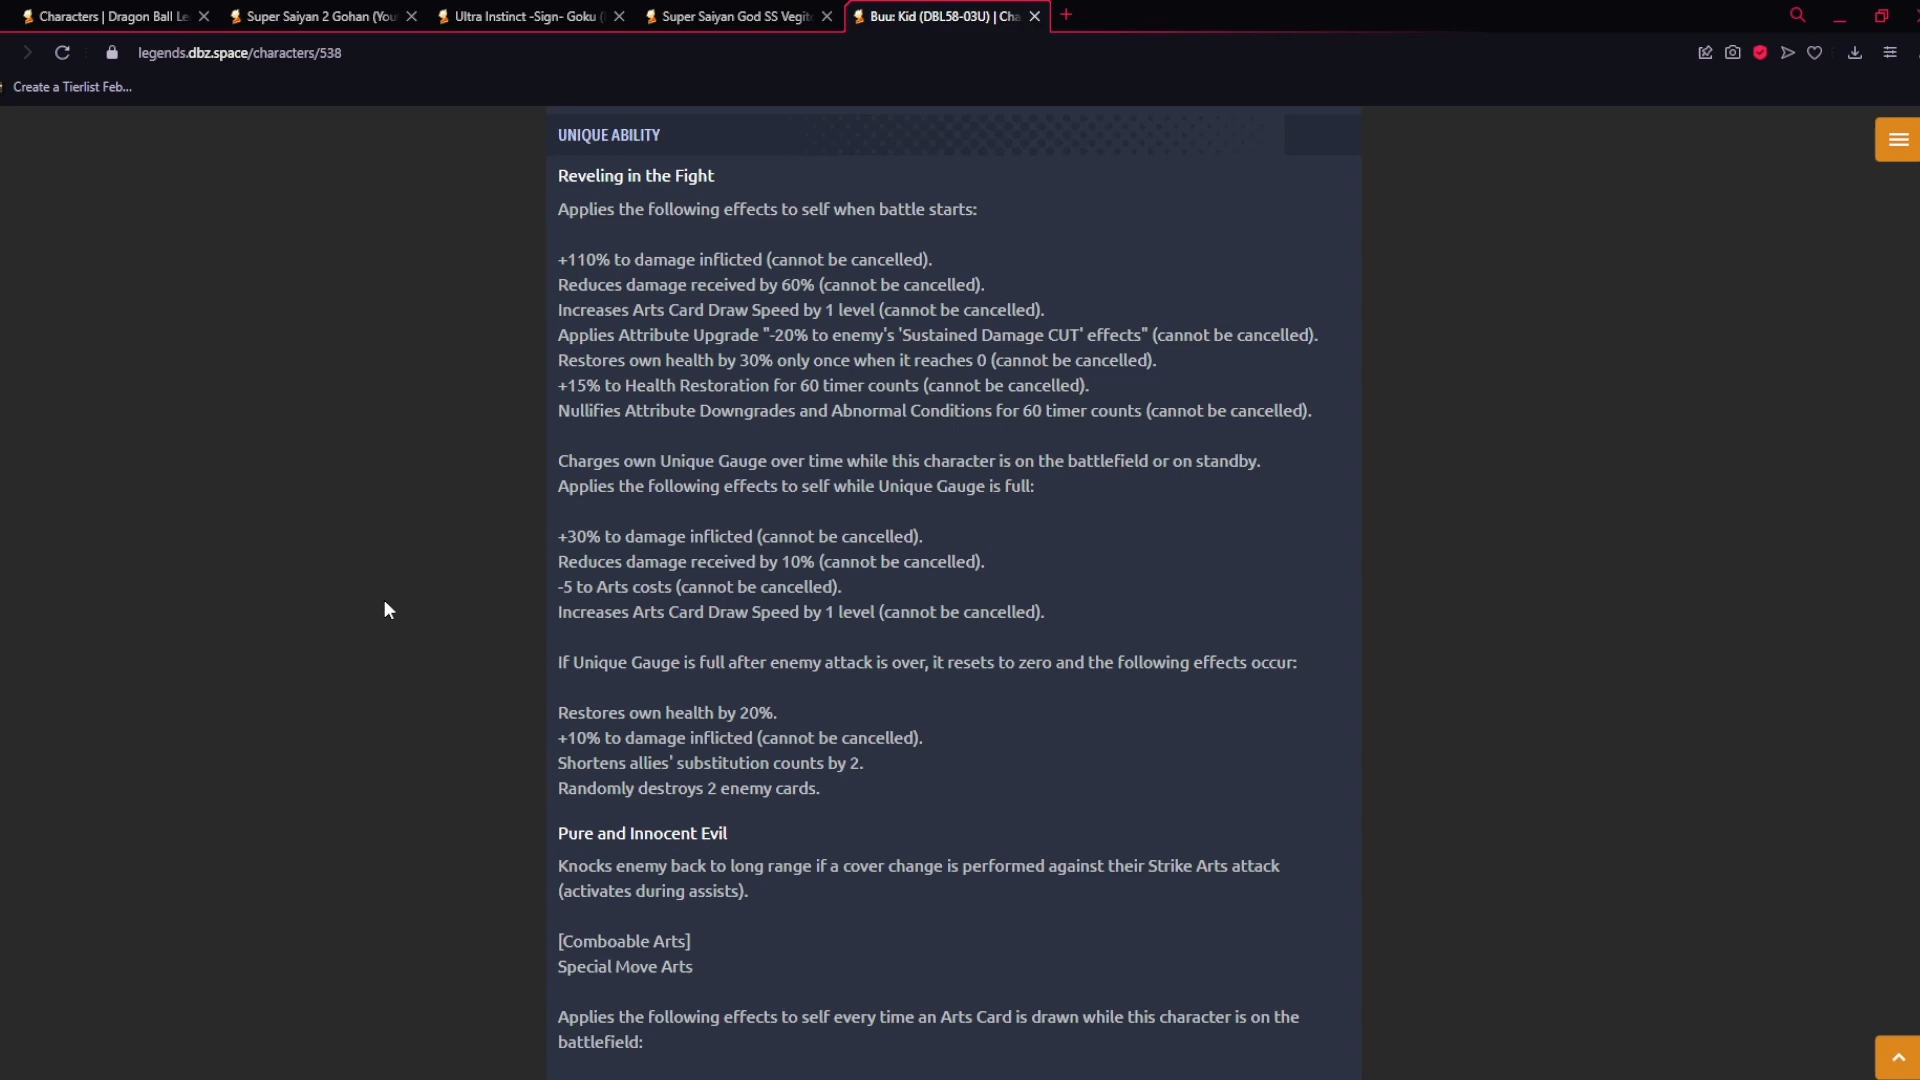 Characters | Dragon Ball Le
Super Saiyan 2 Gohan (You
Ultra Instinct -Sign- Goku (
Super Saiyan God SS Vegit
Buu: Kid (DBL58-03U) | Cha
legends.dbz.space/characters/538
Create a Tierlist Feb...
UNIQUE ABILITY
Reveling in the Fight
Applies the following effects to self when battle starts:
+110% to damage inflicted (cannot be cancelled).
Reduces damage received by 60% (cannot be cancelled).
Increases Arts Card Draw Speed by 1 level (cannot be cancelled).
Applies Attribute Upgrade "-20% to enemy's 'Sustained Damage CUT' effects" (cannot be cancelled).
Restores own health by 30% only once when it reaches 0 (cannot be cancelled).
+15% to Health Restoration for 60 timer counts (cannot be cancelled).
Nullifies Attribute Downgrades and Abnormal Conditions for 60 timer counts (cannot be cancelled).
Charges own Unique Gauge over time while this character is on the battlefield or on standby.
Applies the following effects to self while Unique Gauge is full:
+30% to damage inflicted (cannot be cancelled).
Reduces damage received by 10% (cannot be cancelled).
-5 to Arts costs (cannot be cancelled).
Increases Arts Card Draw Speed by 1 level (cannot be cancelled).
If Unique Gauge is full after enemy attack is over, it resets to zero and the following effects occur:
Restores own health by 20%.
+10% to damage inflicted (cannot be cancelled).
Shortens allies' substitution counts by 2.
Randomly destroys 2 enemy cards.
Pure and Innocent Evil
Knocks enemy back to long range if a cover change is performed against their Strike Arts attack
(activates during assists).
[Comboable Arts]
Special Move Arts
Applies the following effects to self every time an Arts Card is drawn while this character is on the
battlefield: